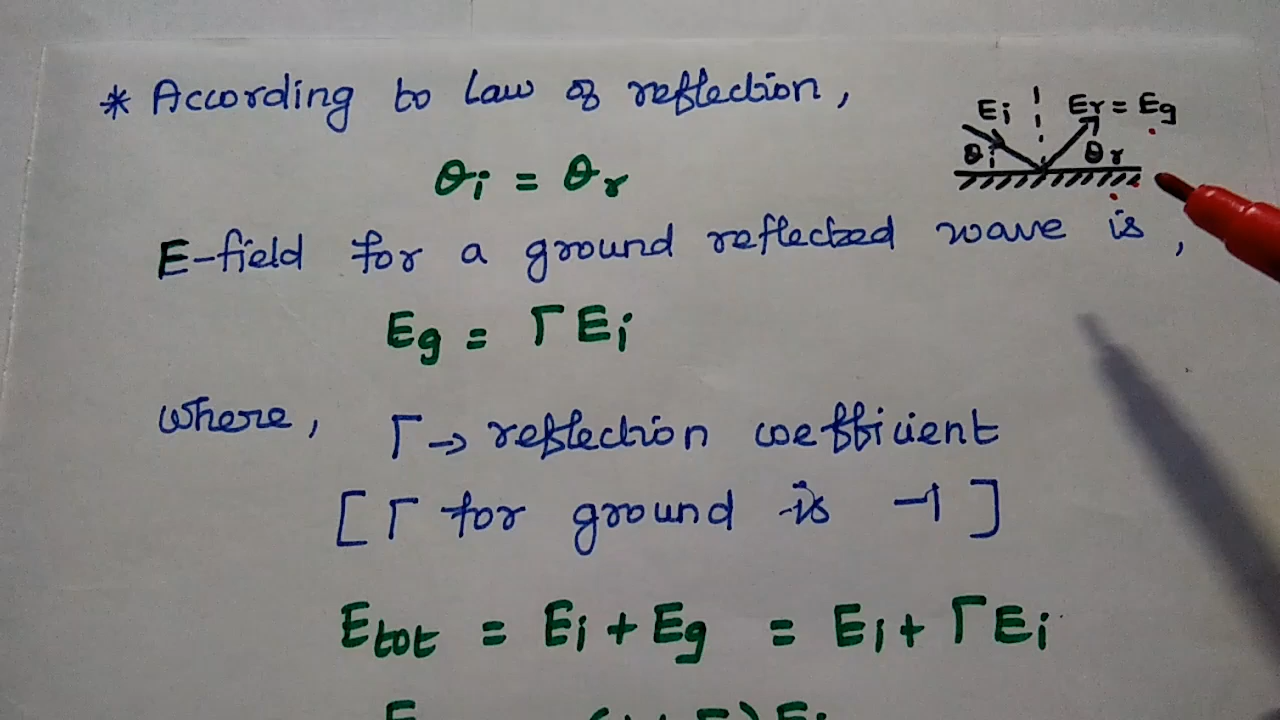 * According to Law of reflection,
Ei Er = Eg
θi θr
θi = θr
E-field for a ground reflected wave is,
Eg = Γ Ei
where, Γ → reflection coefficient
[ Γ for ground is -1 ]
Etot = Ei + Eg = Ei + Γ Ei